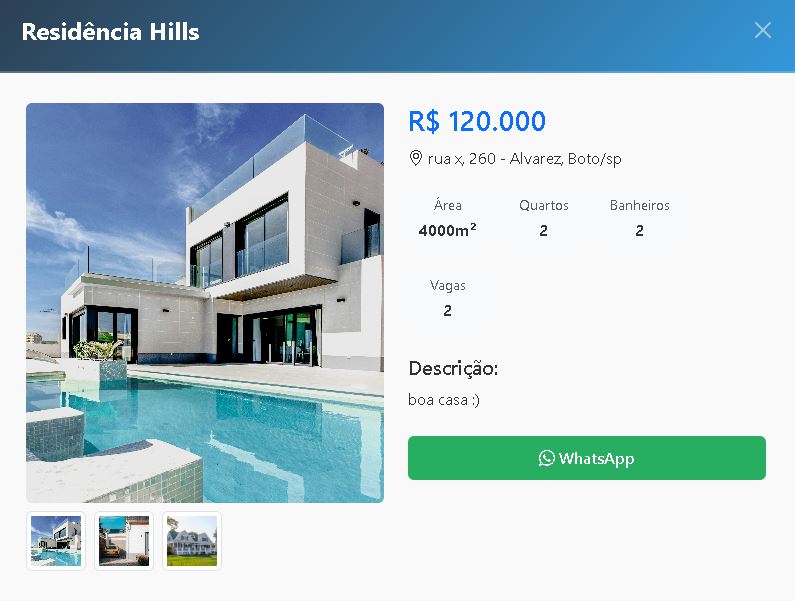 Residência Hills
R$ 120.000
rua x, 260 - Alvarez, Boto/sp
Área
Quartos
Banheiros
4000m²
2
2
Vagas
2
Descrição:
boa casa :)
WhatsApp